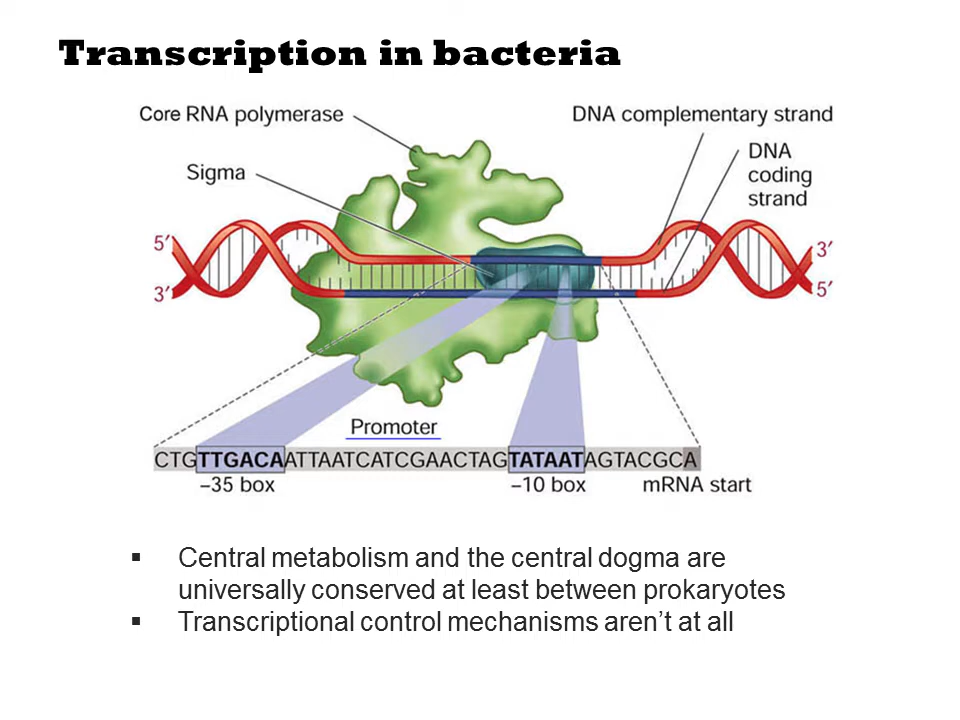 Transcription in bacteria
Core RNA polymerase
DNA complementary strand
Sigma
DNA
coding
strand
5′
3′
3′
5′
Promoter
CTGTTGACAATTAATCATCGAACTAGTATAATAGTACGCA
–35 box
–10 box
mRNA start
▪ Central metabolism and the central dogma are
universally conserved at least between prokaryotes
▪ Transcriptional control mechanisms aren’t at all